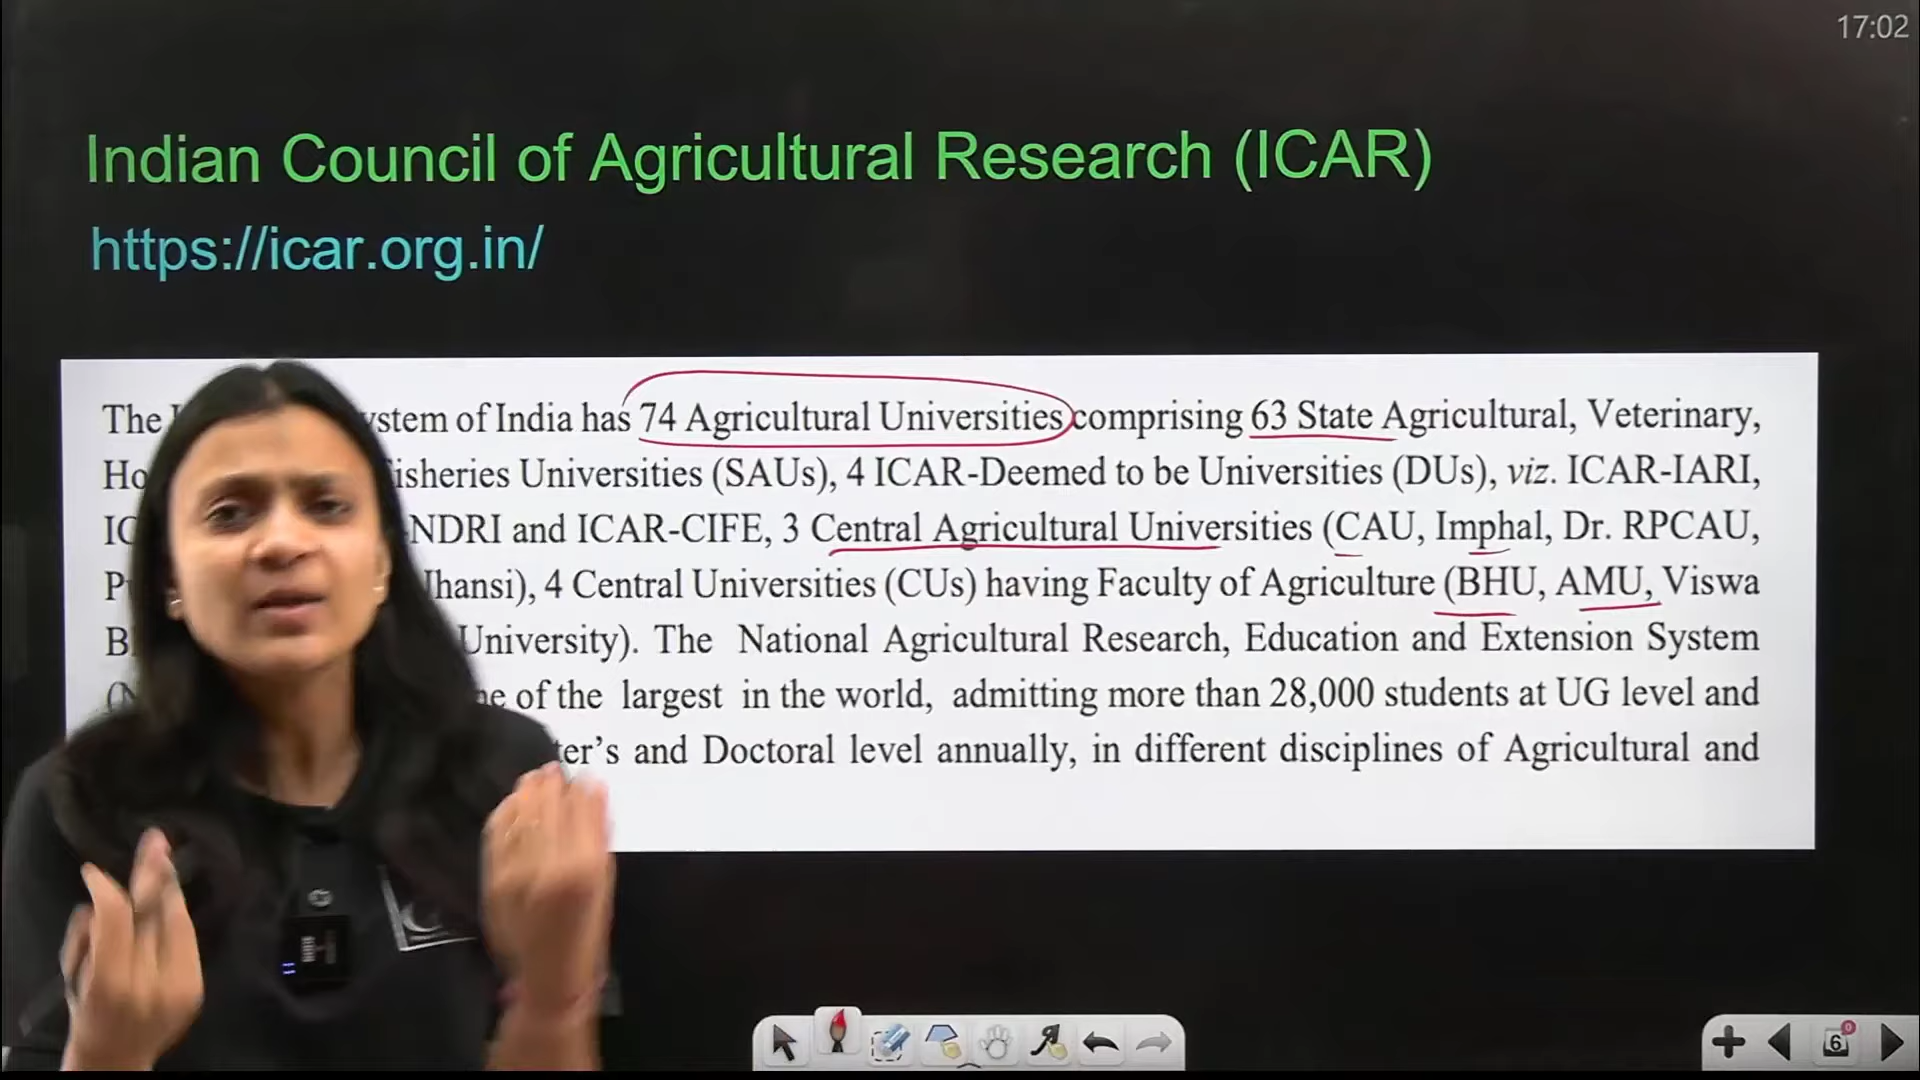 17:02
Indian Council of Agricultural Research (ICAR)
https://icar.org.in/
The ystem of India has 74 Agricultural Universities comprising 63 State Agricultural, Veterinary,
Ho isheries Universities (SAUs), 4 ICAR-Deemed to be Universities (DUs), viz. ICAR-IARI,
NDRI and ICAR-CIFE, 3 Central Agricultural Universities (CAU, Imphal, Dr. RPCAU,
Jhansi), 4 Central Universities (CUs) having Faculty of Agriculture (BHU, AMU, Viswa
University). The National Agricultural Research, Education and Extension System
of the largest in the world, admitting more than 28,000 students at UG level and
ter's and Doctoral level annually, in different disciplines of Agricultural and
6
0